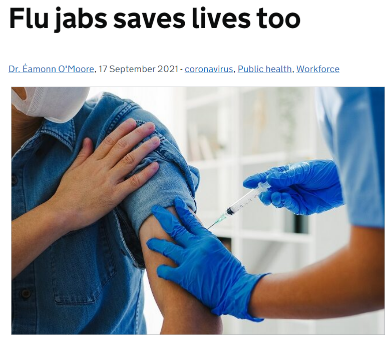 Flu jabs saves lives too
Dr. Éamonn O'Moore, 17 September 2021 - coronavirus, Public health, Workforce